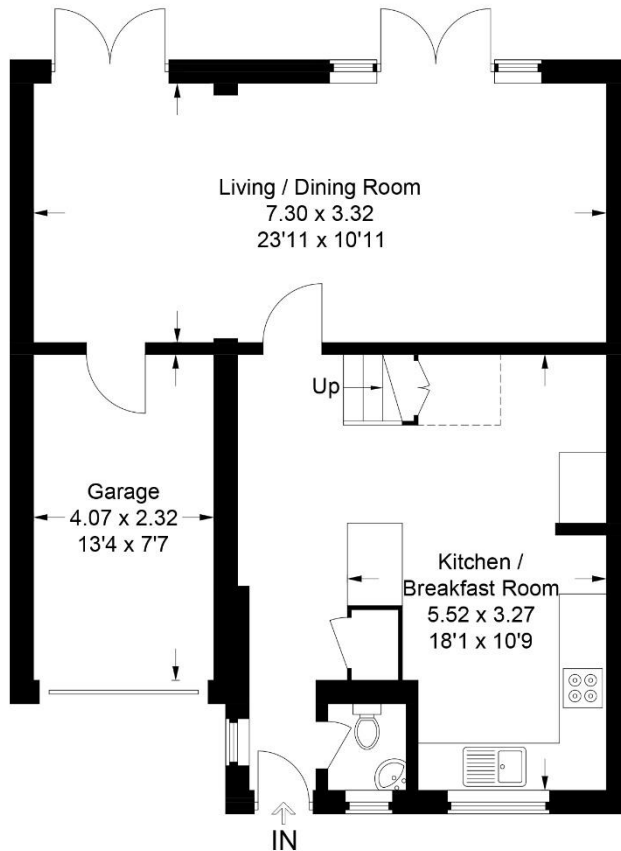 Living / Dining Room
7.30 x 3.32
23'11 x 10'11
Up
Garage
4.07 x 2.32
13'4 x 7'7
Kitchen /
Breakfast Room
5.52 x 3.27
18'1 x 10'9
IN